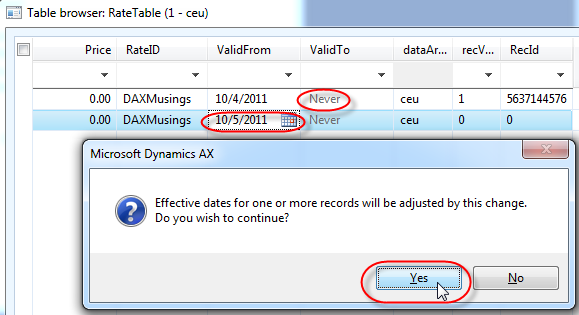 Table browser: RateTable (1 - ceu)
Price RateID ValidFrom ValidTo dataAr... recV... RecId
0.00 DAXMusings 10/4/2011 Never ceu 1 5637144576
0.00 DAXMusings 10/5/2011 Never ceu 0 0
Microsoft Dynamics AX
Effective dates for one or more records will be adjusted by this change.
Do you wish to continue?
Yes No